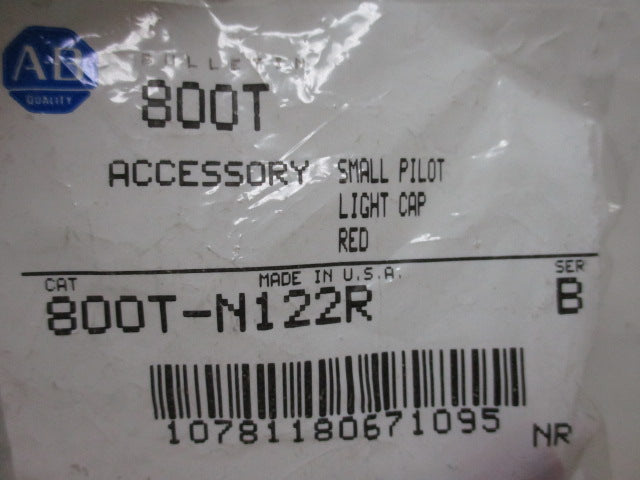 AB
QUALITY
BULLETIN
800T
ACCESSORY SMALL PILOT
LIGHT CAP
RED
MADE IN U.S.A.
CAT SER
800T-N122R B
10781180671095 NR